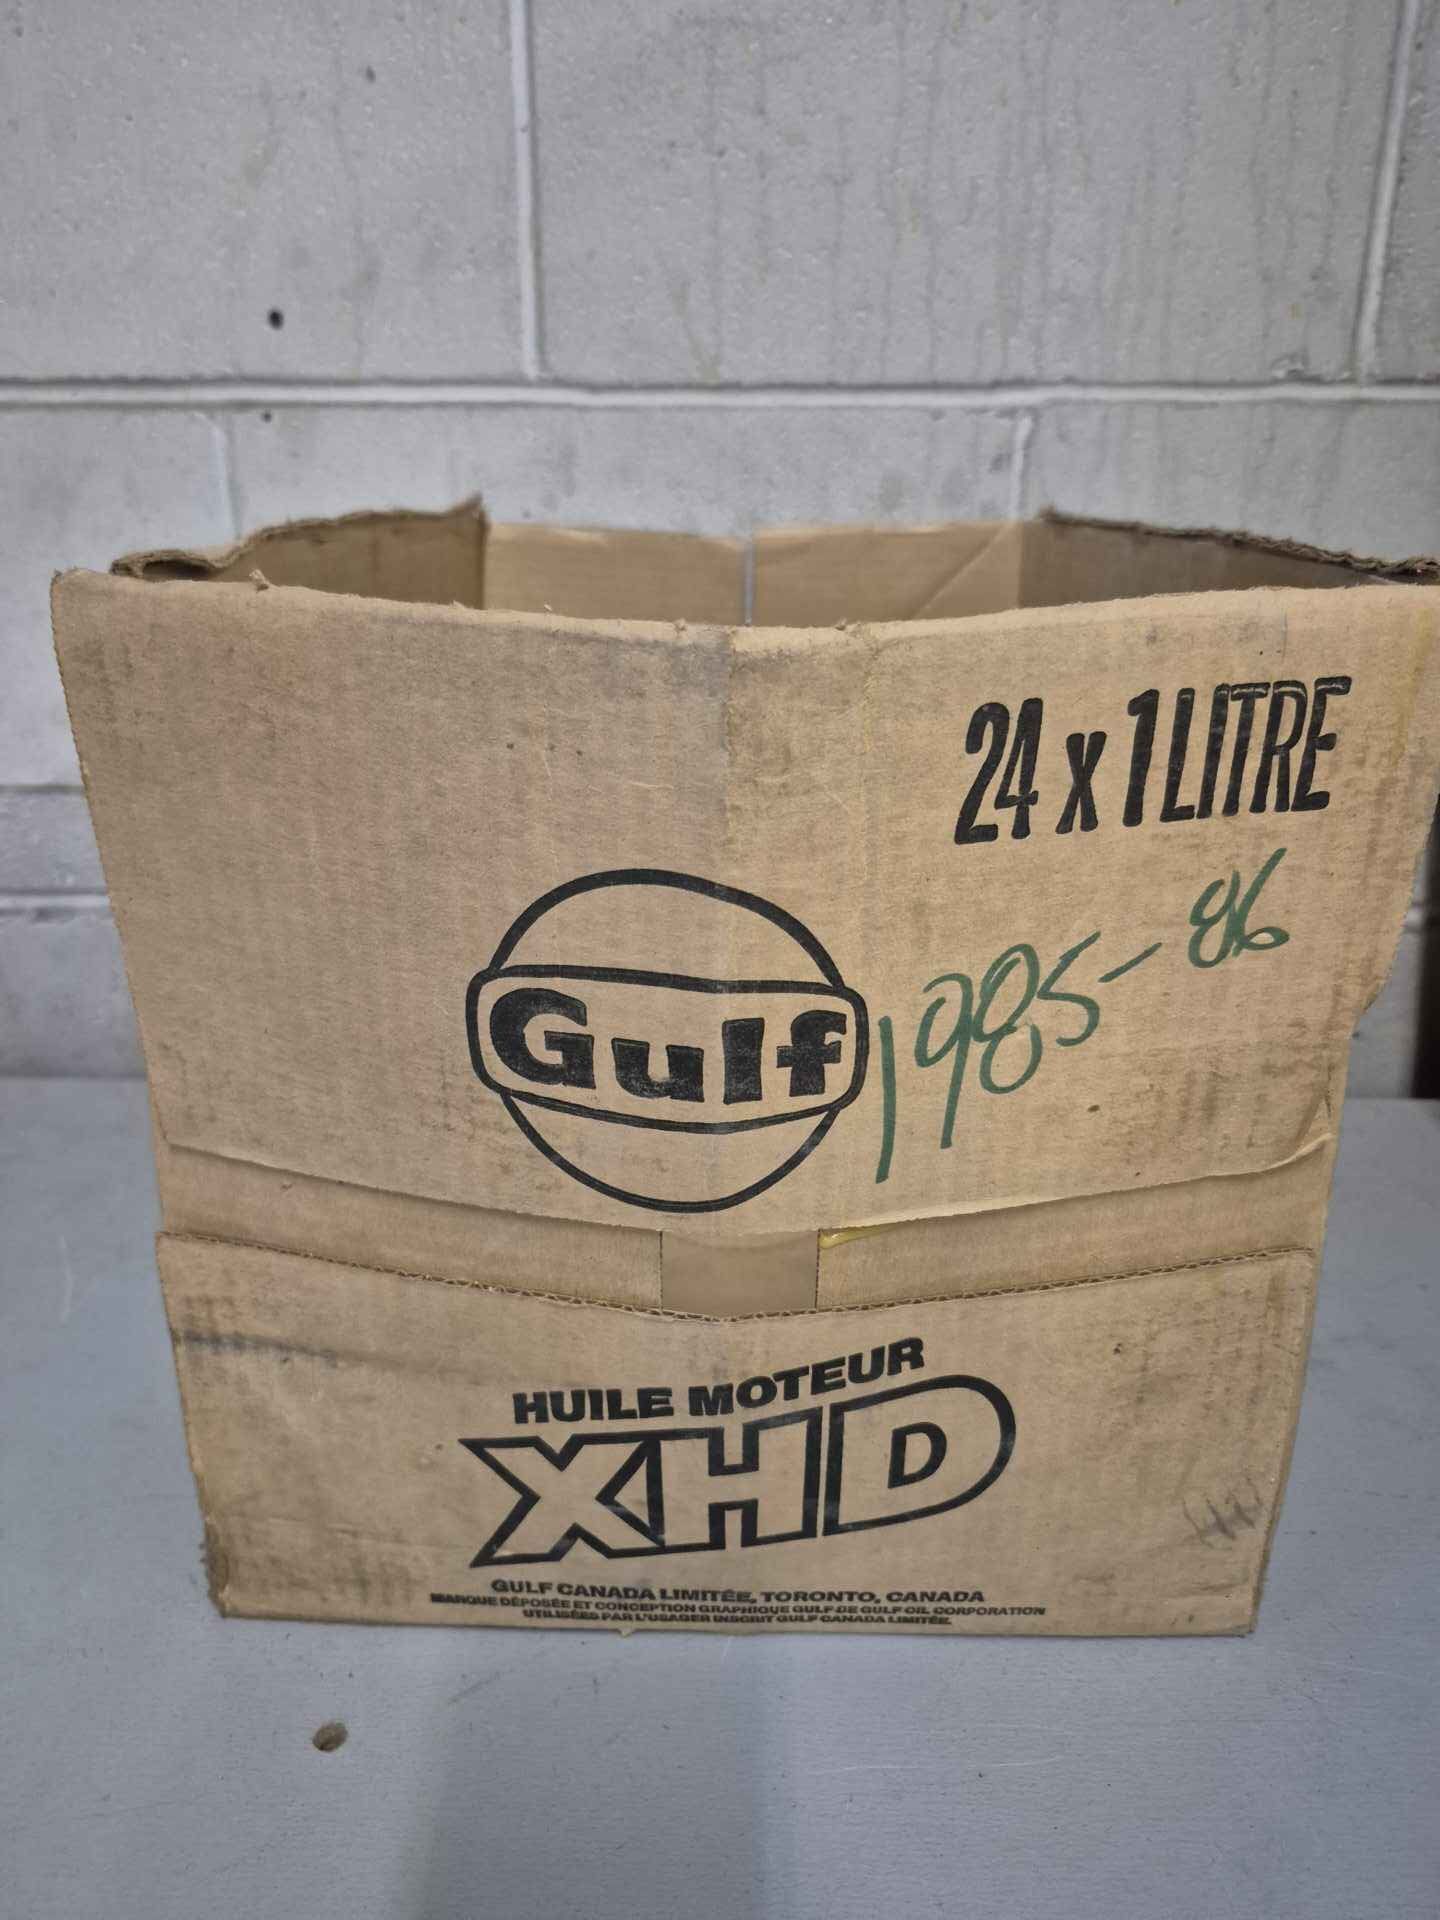 24 x 1 LITRE
Gulf
1985-86
HUILE MOTEUR
XHD
GULF CANADA LIMITÉE, TORONTO, CANADA
MARQUE DÉPOSÉE ET CONCEPTION GRAPHIQUE GULF DE GULF OIL CORPORATION
UTILISÉES PAR L'USAGER INSCRIT GULF CANADA LIMITÉE.